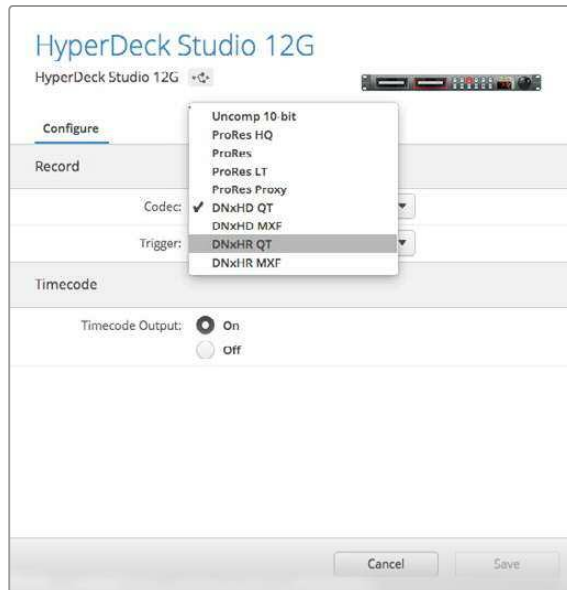 HyperDeck Studio 12G
HyperDeck Studio 12G
Configure
Record
Codec:
Uncomp 10-bit
ProRes HQ
ProRes
ProRes LT
ProRes Proxy
✔ DNxHD QT
DNxHD MXF
DNxHR QT
DNxHR MXF
Trigger:
Timecode
Timecode Output:
On
Off
Cancel
Save